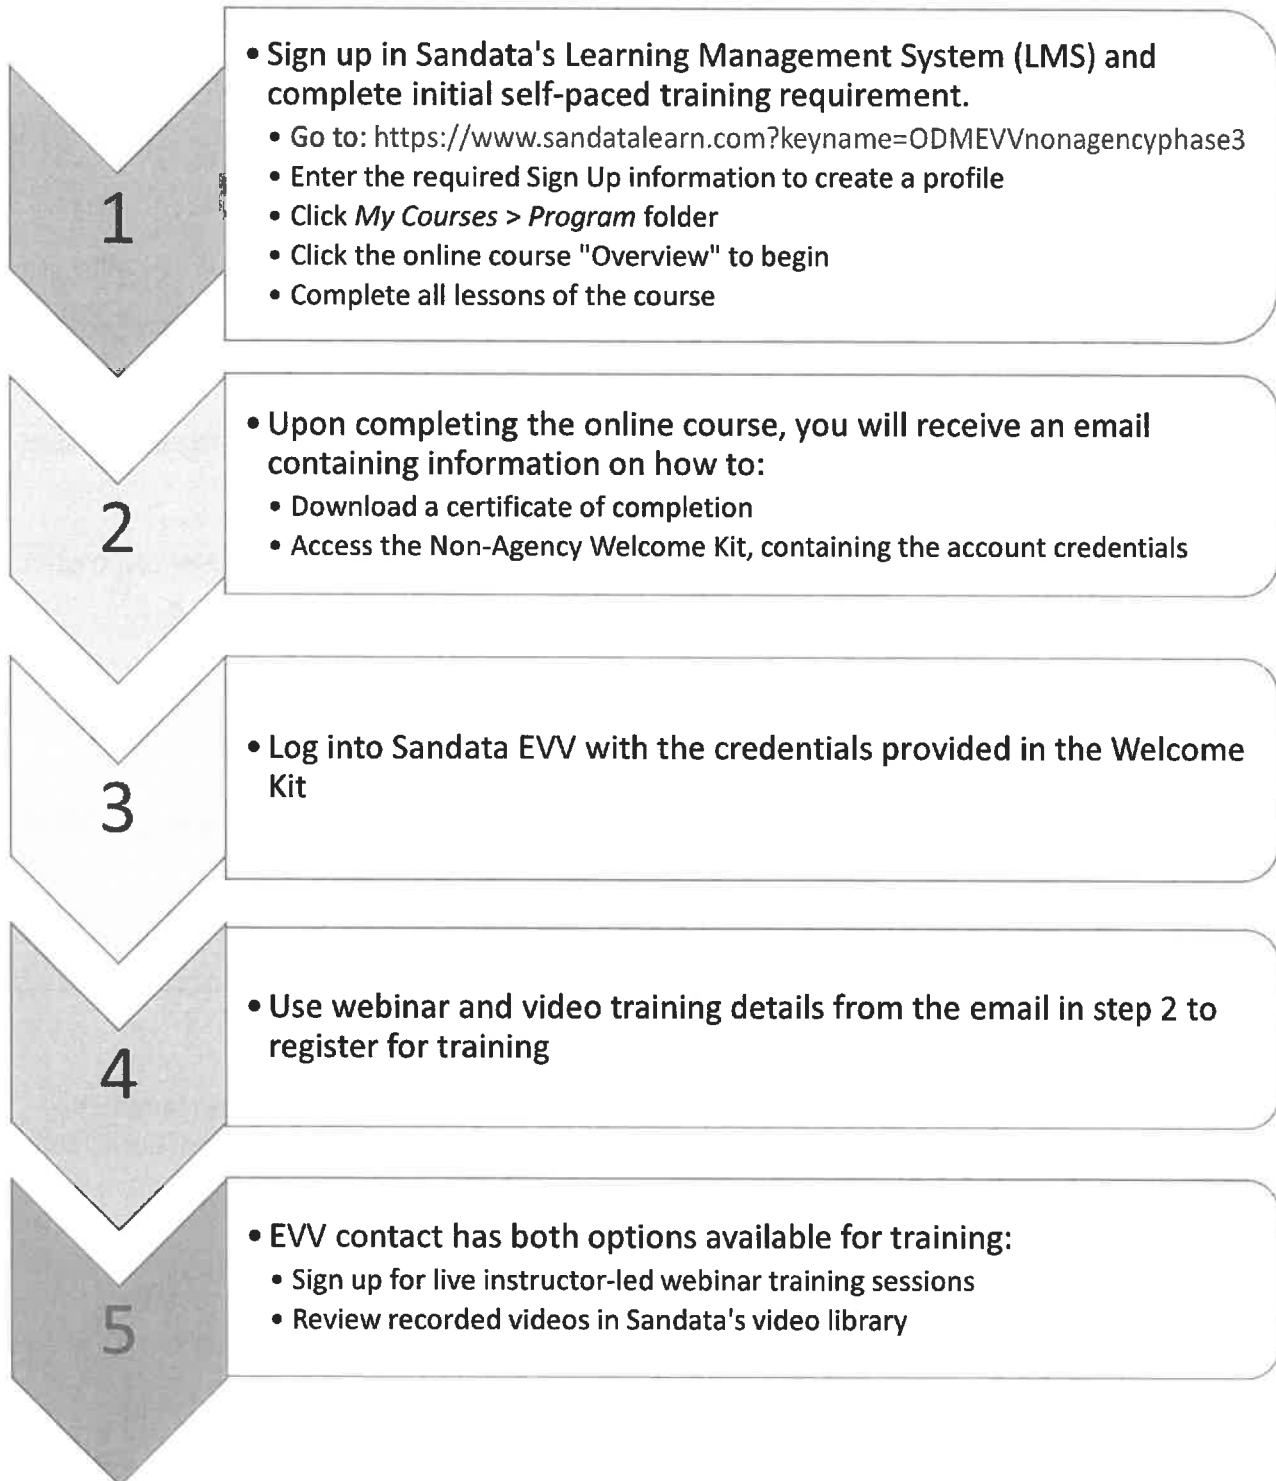 1
• Sign up in Sandata's Learning Management System (LMS) and
complete initial self-paced training requirement.
• Go to: https://www.sandatalearn.com?keyname=ODMEVVnonagencyphase3
• Enter the required Sign Up information to create a profile
• Click My Courses > Program folder
• Click the online course "Overview" to begin
• Complete all lessons of the course
2
• Upon completing the online course, you will receive an email
containing information on how to:
• Download a certificate of completion
• Access the Non-Agency Welcome Kit, containing the account credentials
3
• Log into Sandata EVV with the credentials provided in the Welcome
Kit
4
• Use webinar and video training details from the email in step 2 to
register for training
5
• EVV contact has both options available for training:
• Sign up for live instructor-led webinar training sessions
• Review recorded videos in Sandata's video library